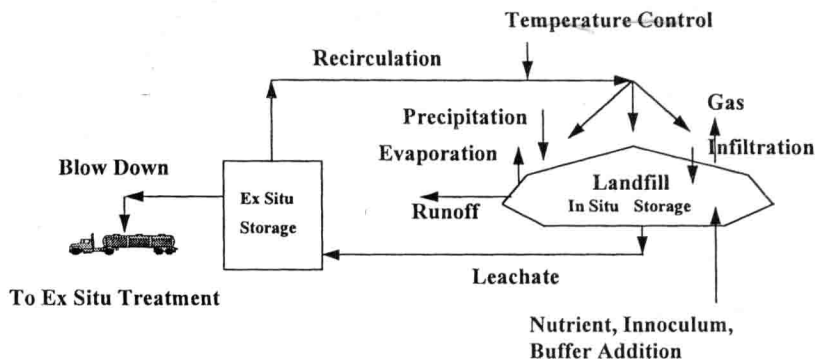 Temperature Control
Recirculation
Gas
Precipitation
Infiltration
Evaporation
Blow Down
Landfill
In Situ Storage
Ex Situ
Storage
Runoff
Leachate
To Ex Situ Treatment
Nutrient, Innoculum,
Buffer Addition